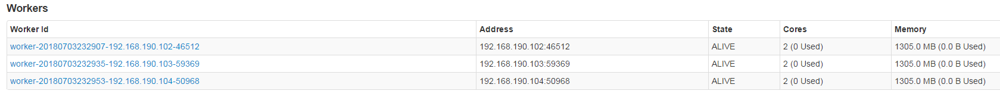 Workers
Worker Id Address State Cores Memory
worker-20180703232907-192.168.190.102-46512 192.168.190.102:46512 ALIVE 2 (0 Used) 1305.0 MB (0.0 B Used)
worker-20180703232935-192.168.190.103-59369 192.168.190.103:59369 ALIVE 2 (0 Used) 1305.0 MB (0.0 B Used)
worker-20180703232953-192.168.190.104-50968 192.168.190.104:50968 ALIVE 2 (0 Used) 1305.0 MB (0.0 B Used)